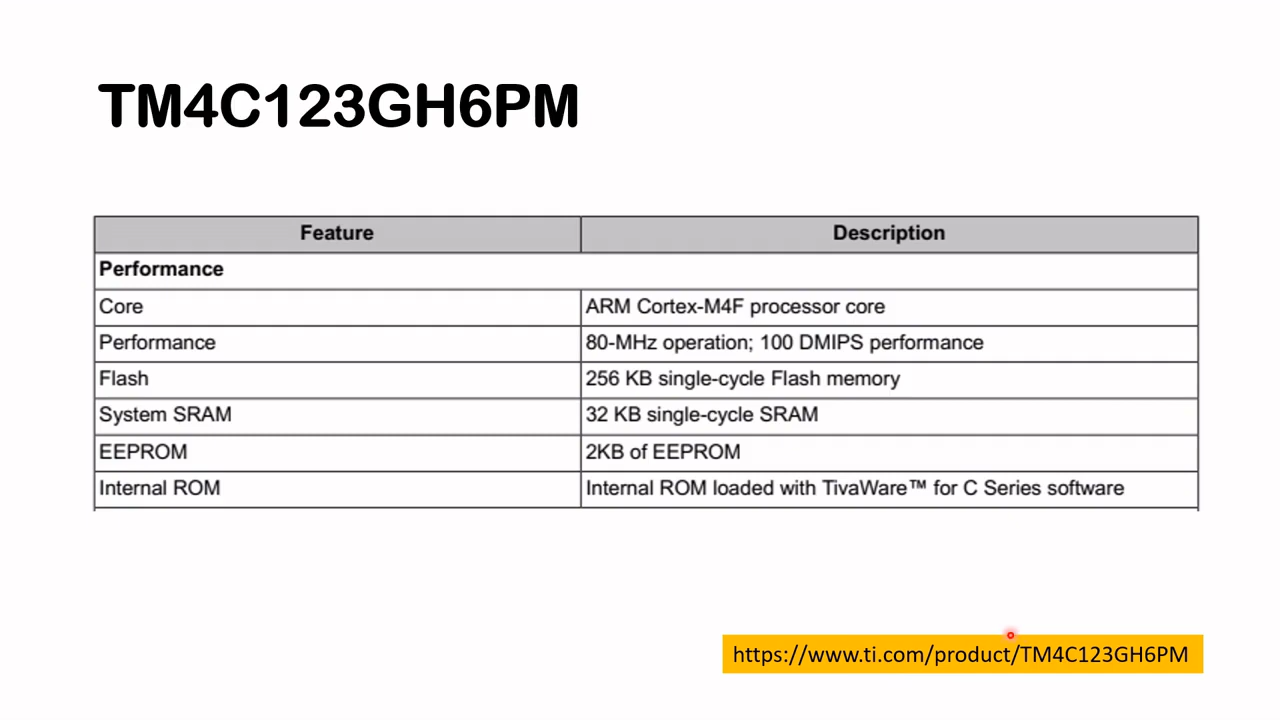 TM4C123GH6PM
Feature Description
Performance
Core ARM Cortex-M4F processor core
Performance 80-MHz operation; 100 DMIPS performance
Flash 256 KB single-cycle Flash memory
System SRAM 32 KB single-cycle SRAM
EEPROM 2KB of EEPROM
Internal ROM Internal ROM loaded with TivaWare™ for C Series software
https://www.ti.com/product/TM4C123GH6PM